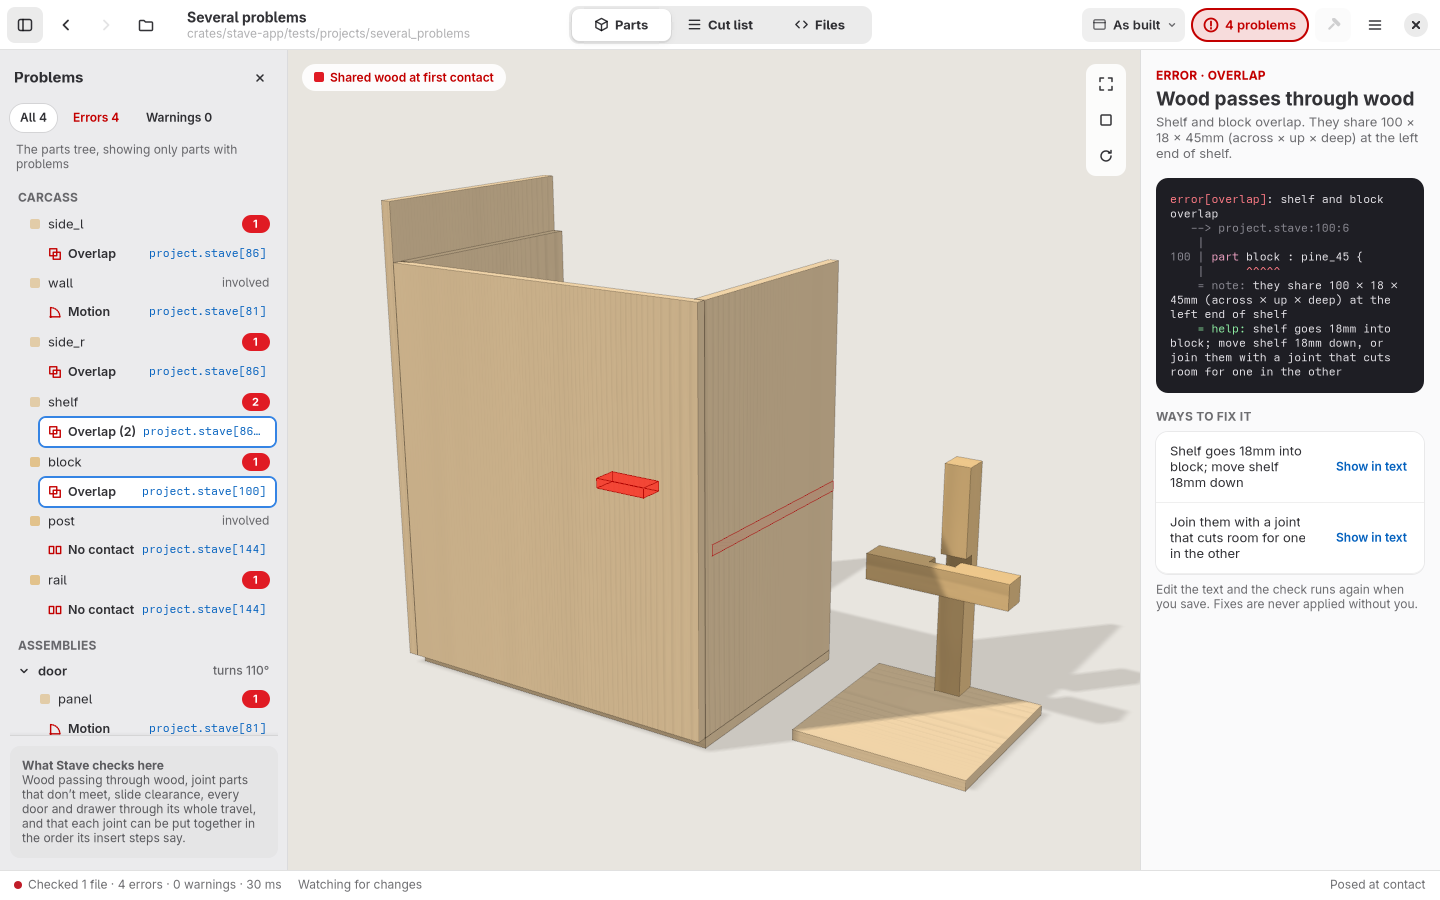 Several problems
crates/stave-app/tests/projects/several_problems
Parts
Cut list
Files
As built
4 problems
Problems
All 4
Errors 4
Warnings 0
The parts tree, showing only parts with
problems
CARCASS
side_l
1
Overlap
project.stave[86]
wall
involved
Motion
project.stave[81]
side_r
1
Overlap
project.stave[86]
shelf
2
Overlap (2)
project.stave[86…
block
1
Overlap
project.stave[100]
post
involved
No contact
project.stave[144]
rail
1
No contact
project.stave[144]
ASSEMBLIES
door
turns 110°
panel
1
Motion
project.stave[81]
What Stave checks here
Wood passing through wood, joint parts
that don't meet, slide clearance, every
door and drawer through its whole travel,
and that each joint can be put together in
the order its insert steps say.
Shared wood at first contact
ERROR · OVERLAP
Wood passes through wood
Shelf and block overlap. They share 100 ×
18 × 45mm (across × up × deep) at the left
end of shelf.
error[overlap]: shelf and block
overlap
--> project.stave:100:6
|
100 | part block : pine_45 {
| ^^^^^
= note: they share 100 × 18 ×
45mm (across × up × deep) at the
left end of shelf
= help: shelf goes 18mm into
block; move shelf 18mm down, or
join them with a joint that cuts
room for one in the other
WAYS TO FIX IT
Shelf goes 18mm into
block; move shelf
18mm down
Show in text
Join them with a joint
that cuts room for one
in the other
Show in text
Edit the text and the check runs again when
you save. Fixes are never applied without you.
Checked 1 file · 4 errors · 0 warnings · 30 ms
Watching for changes
Posed at contact